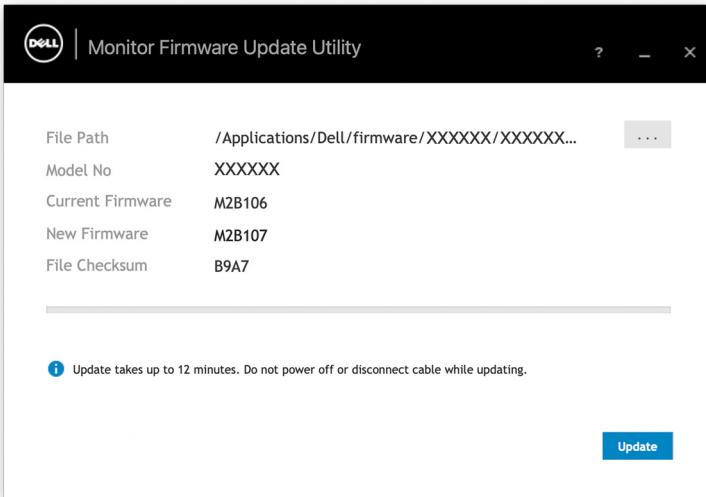 DELL Monitor Firmware Update Utility ? _ ×
File Path /Applications/Dell/firmware/XXXXXX/XXXXXX... ...
Model No XXXXXX
Current Firmware M2B106
New Firmware M2B107
File Checksum B9A7
i Update takes up to 12 minutes. Do not power off or disconnect cable while updating.
Update